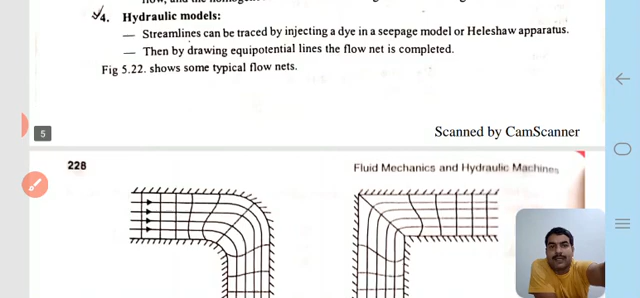 4. Hydraulic models:
— Streamlines can be traced by injecting a dye in a seepage model or Heleshaw apparatus.
— Then by drawing equipotential lines the flow net is completed.
Fig 5.22. shows some typical flow nets.
5
Scanned by CamScanner
228
Fluid Mechanics and Hydraulic Machines